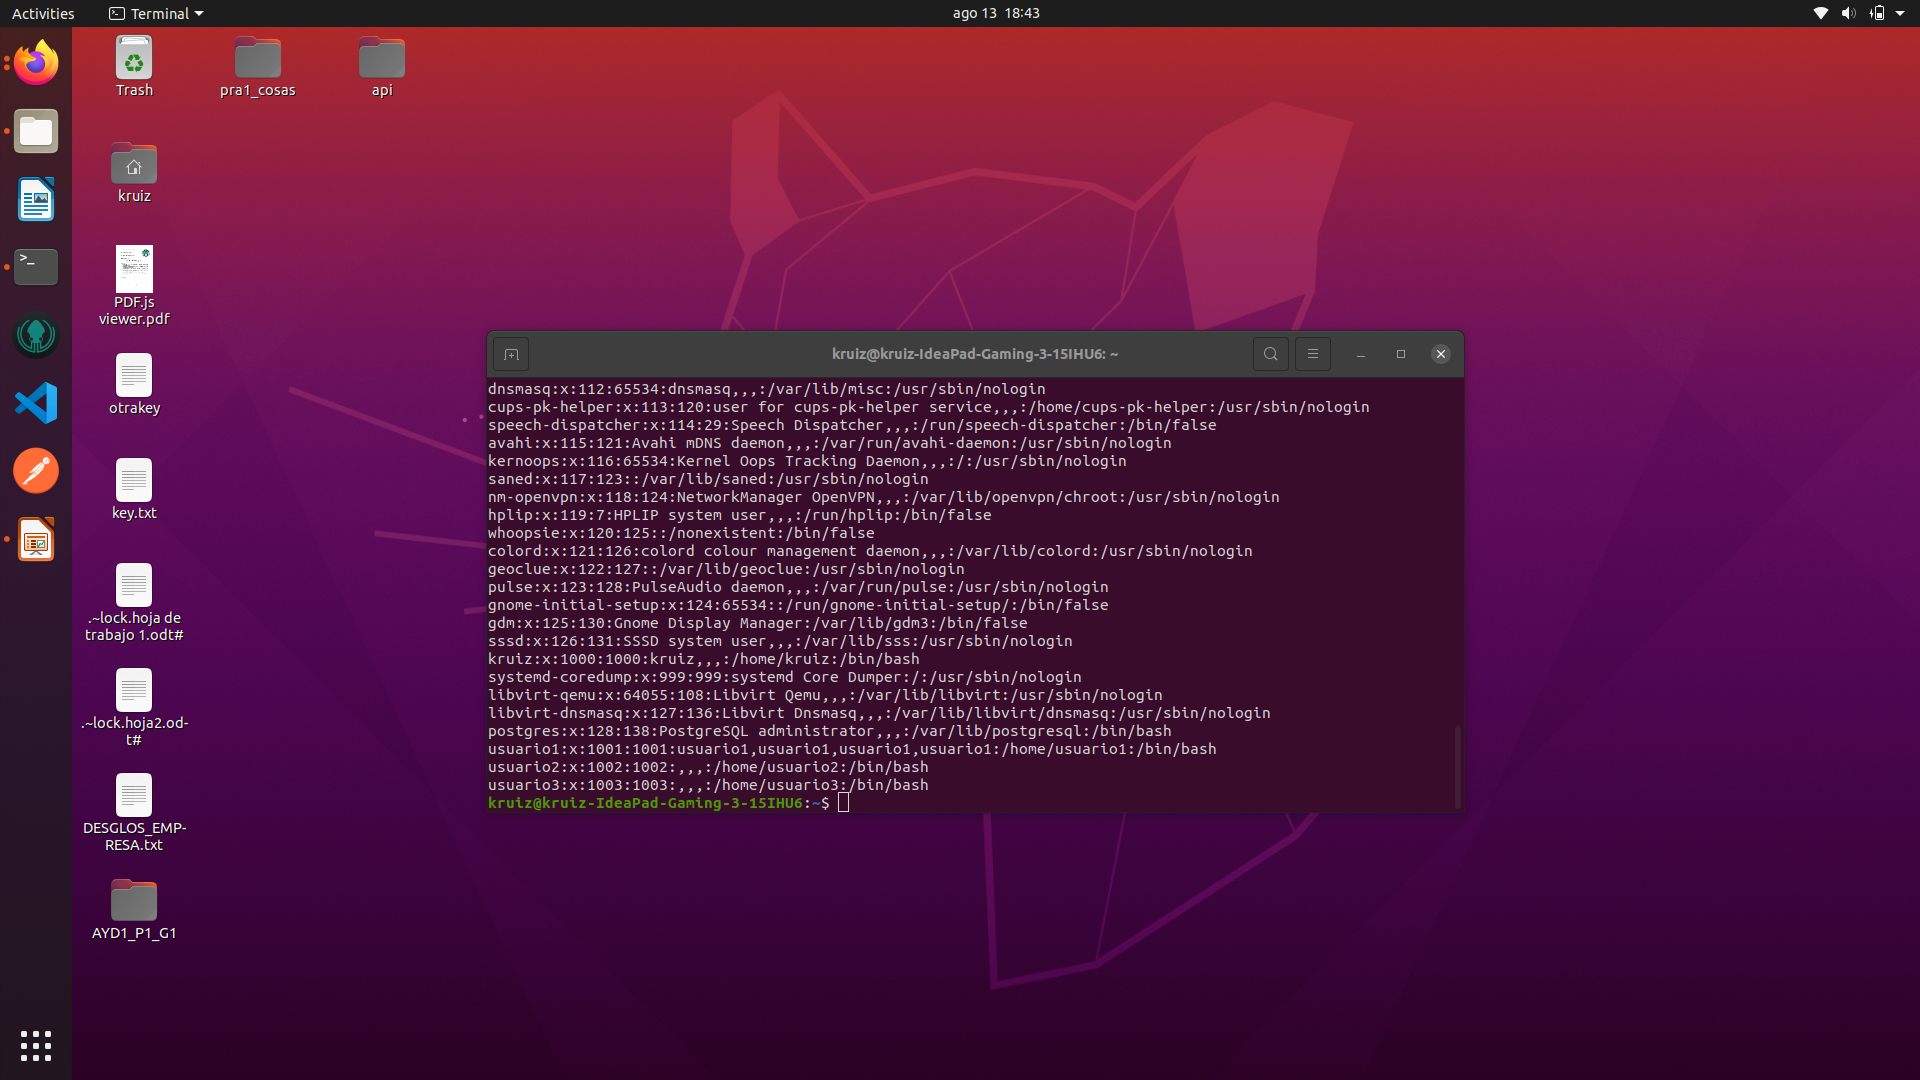 Activities
Terminal
ago 13 18:43
Trash
pra1_cosas
api
kruiz
PDF.js
viewer.pdf
otrakey
key.txt
.~lock.hoja de
trabajo 1.odt#
.~lock.hoja2.od-
t#
DESGLOS_EMP-
RESA.txt
AYD1_P1_G1
kruiz@kruiz-IdeaPad-Gaming-3-15IHU6: ~
dnsmasq:x:112:65534:dnsmasq,,,:/var/lib/misc:/usr/sbin/nologin
cups-pk-helper:x:113:120:user for cups-pk-helper service,,,:/home/cups-pk-helper:/usr/sbin/nologin
speech-dispatcher:x:114:29:Speech Dispatcher,,,:/run/speech-dispatcher:/bin/false
avahi:x:115:121:Avahi mDNS daemon,,,:/var/run/avahi-daemon:/usr/sbin/nologin
kernoops:x:116:65534:Kernel Oops Tracking Daemon,,,:/:/usr/sbin/nologin
saned:x:117:123::/var/lib/saned:/usr/sbin/nologin
nm-openvpn:x:118:124:NetworkManager OpenVPN,,,:/var/lib/openvpn/chroot:/usr/sbin/nologin
hplip:x:119:7:HPLIP system user,,,:/run/hplip:/bin/false
whoopsie:x:120:125::/nonexistent:/bin/false
colord:x:121:126:colord colour management daemon,,,:/var/lib/colord:/usr/sbin/nologin
geoclue:x:122:127::/var/lib/geoclue:/usr/sbin/nologin
pulse:x:123:128:PulseAudio daemon,,,:/var/run/pulse:/usr/sbin/nologin
gnome-initial-setup:x:124:65534::/run/gnome-initial-setup/:/bin/false
gdm:x:125:130:Gnome Display Manager:/var/lib/gdm3:/bin/false
sssd:x:126:131:SSSD system user,,,:/var/lib/sss:/usr/sbin/nologin
kruiz:x:1000:1000:kruiz,,,:/home/kruiz:/bin/bash
systemd-coredump:x:999:999:systemd Core Dumper:/:/usr/sbin/nologin
libvirt-qemu:x:64055:108:Libvirt Qemu,,,:/var/lib/libvirt:/usr/sbin/nologin
libvirt-dnsmasq:x:127:136:Libvirt Dnsmasq,,,:/var/lib/libvirt/dnsmasq:/usr/sbin/nologin
postgres:x:128:138:PostgreSQL administrator,,,:/var/lib/postgresql:/bin/bash
usuario1:x:1001:1001:usuario1,usuario1,usuario1,usuario1:/home/usuario1:/bin/bash
usuario2:x:1002:1002:,,,:/home/usuario2:/bin/bash
usuario3:x:1003:1003:,,,:/home/usuario3:/bin/bash
kruiz@kruiz-IdeaPad-Gaming-3-15IHU6:~$